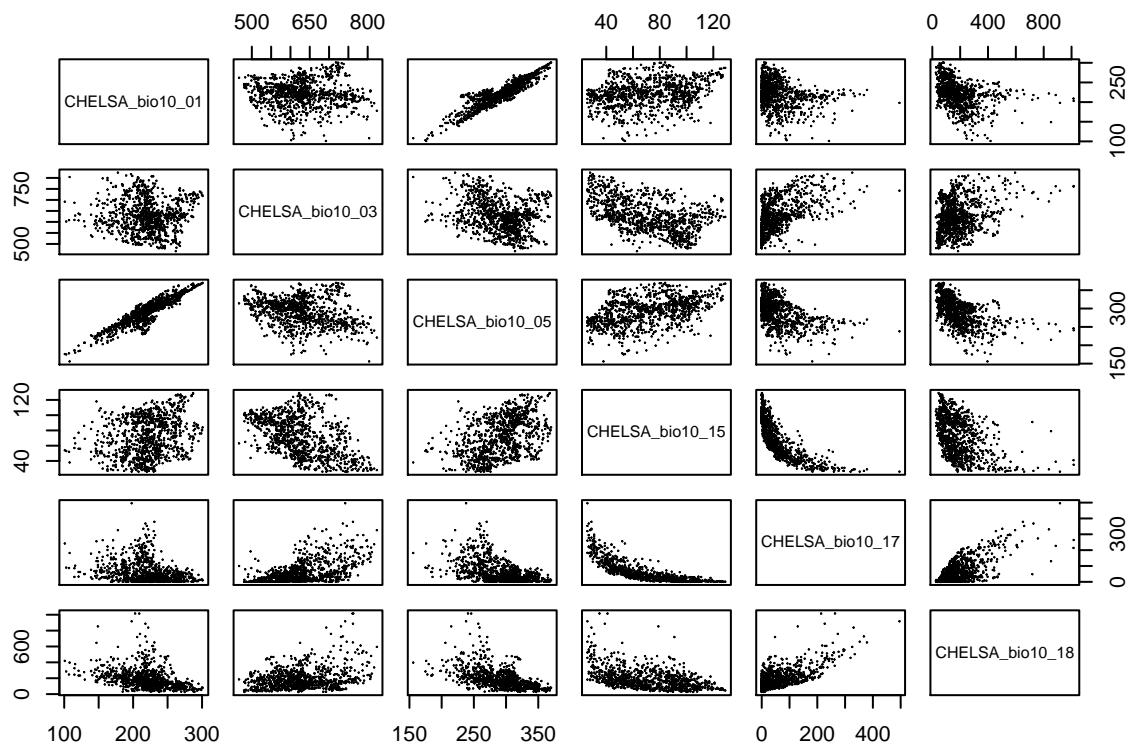 500 650 800
40 80 120
0 400 800
CHELSA_bio10_01
100 250
500 750
CHELSA_bio10_03
CHELSA_bio10_05
150 300
40 120
CHELSA_bio10_15
CHELSA_bio10_17
0 300
0 600
CHELSA_bio10_18
100 200 300
150 250 350
0 200 400